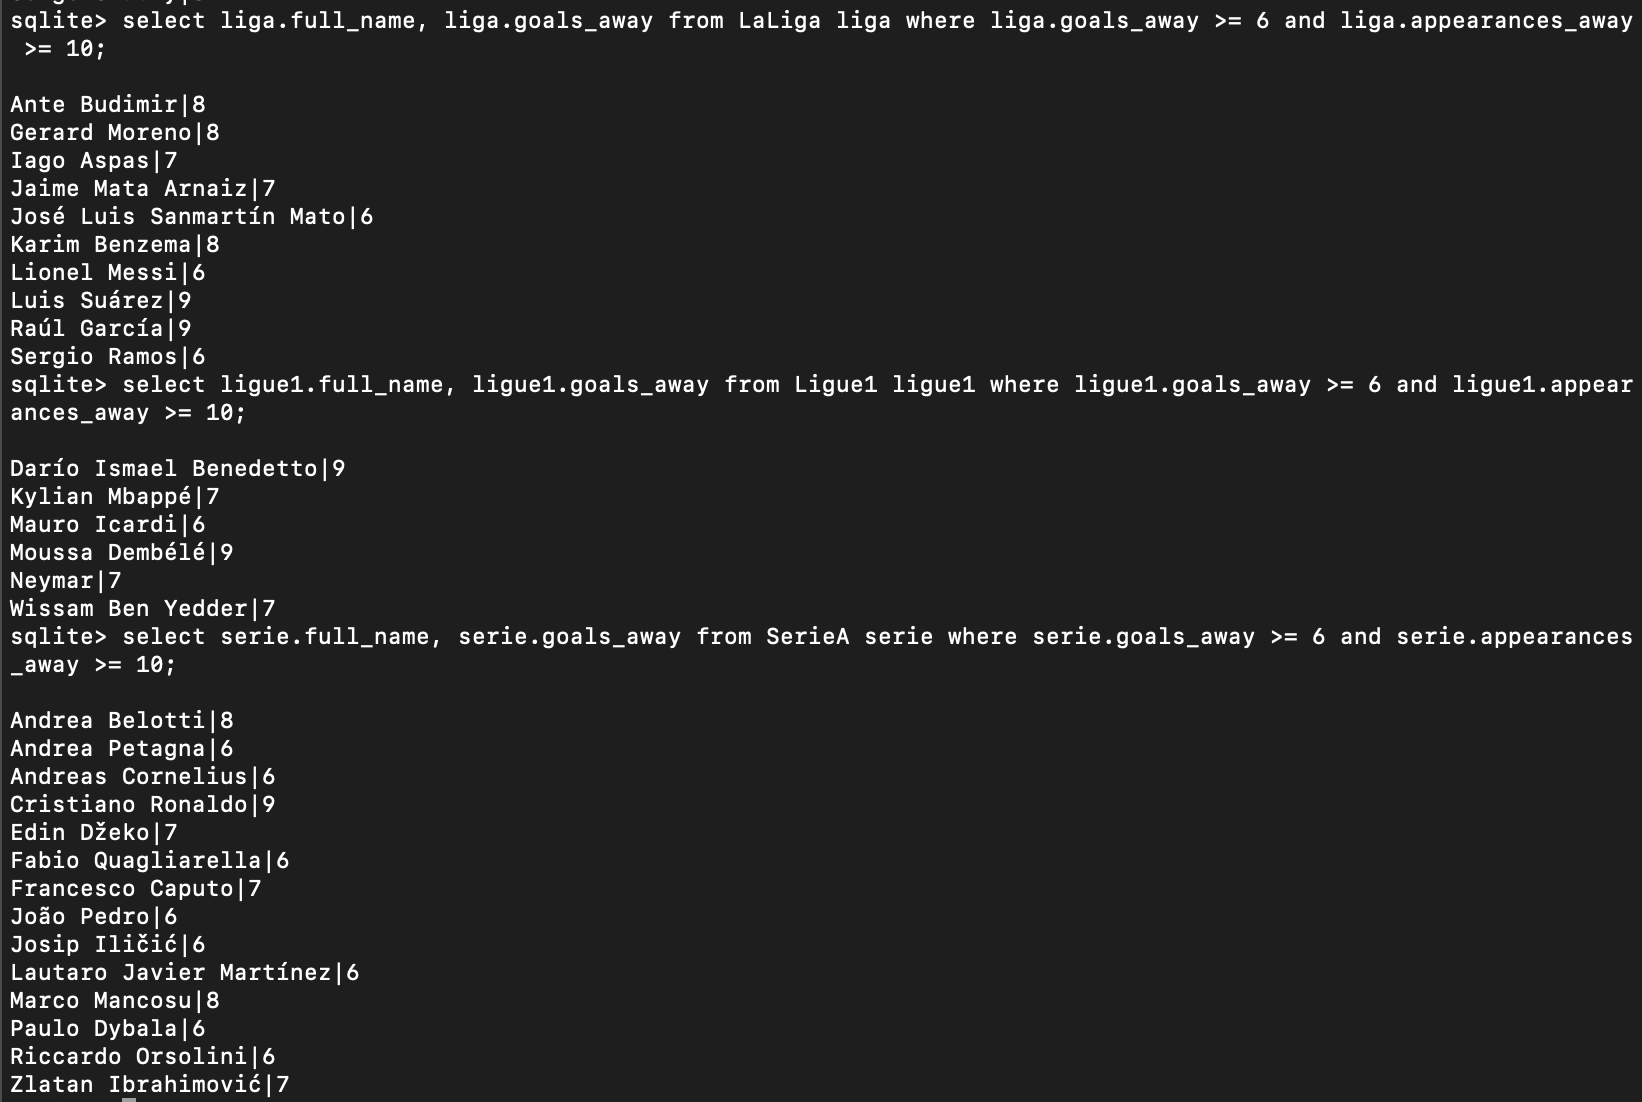 sqlite> select liga.full_name, liga.goals_away from LaLiga liga where liga.goals_away >= 6 and liga.appearances_away
 >= 10;
Ante Budimir|8
Gerard Moreno|8
Iago Aspas|7
Jaime Mata Arnaiz|7
José Luis Sanmartín Mato|6
Karim Benzema|8
Lionel Messi|6
Luis Suárez|9
Raúl García|9
Sergio Ramos|6
sqlite> select ligue1.full_name, ligue1.goals_away from Ligue1 ligue1 where ligue1.goals_away >= 6 and ligue1.appear
ances_away >= 10;
Darío Ismael Benedetto|9
Kylian Mbappé|7
Mauro Icardi|6
Moussa Dembélé|9
Neymar|7
Wissam Ben Yedder|7
sqlite> select serie.full_name, serie.goals_away from SerieA serie where serie.goals_away >= 6 and serie.appearances
_away >= 10;
Andrea Belotti|8
Andrea Petagna|6
Andreas Cornelius|6
Cristiano Ronaldo|9
Edin Džeko|7
Fabio Quagliarella|6
Francesco Caputo|7
João Pedro|6
Josip Iličić|6
Lautaro Javier Martínez|6
Marco Mancosu|8
Paulo Dybala|6
Riccardo Orsolini|6
Zlatan Ibrahimović|7